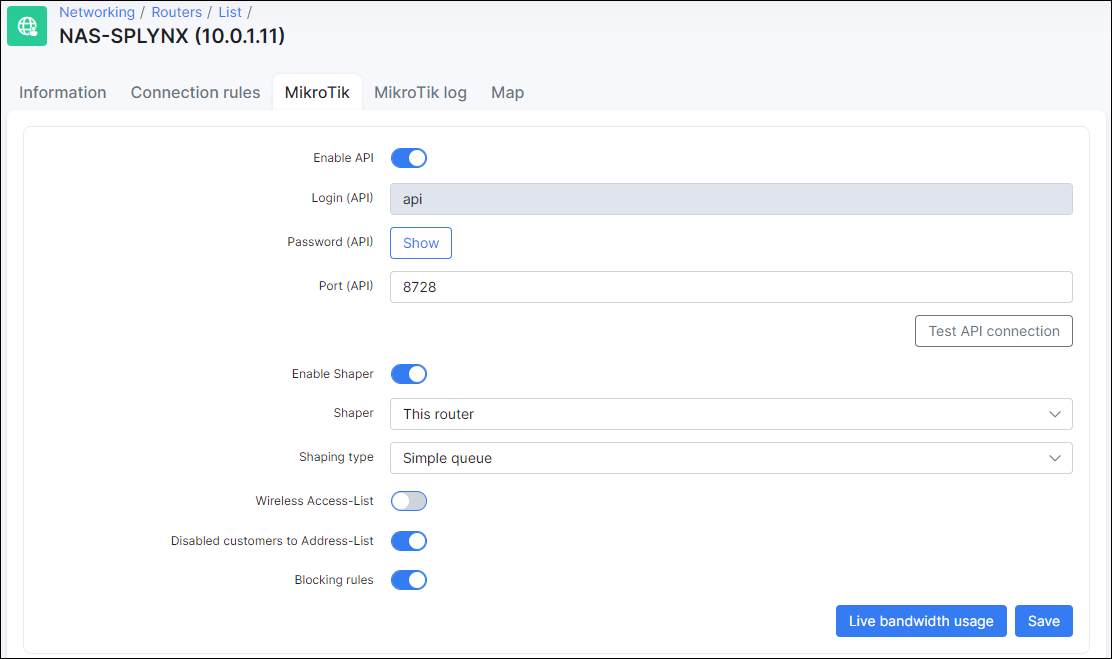 Networking / Routers / List /
NAS-SPLYNX (10.0.1.11)
Information Connection rules MikroTik MikroTik log Map
Enable API
Login (API) api
Password (API) Show
Port (API) 8728
Test API connection
Enable Shaper
Shaper This router
Shaping type Simple queue
Wireless Access-List
Disabled customers to Address-List
Blocking rules
Live bandwidth usage Save